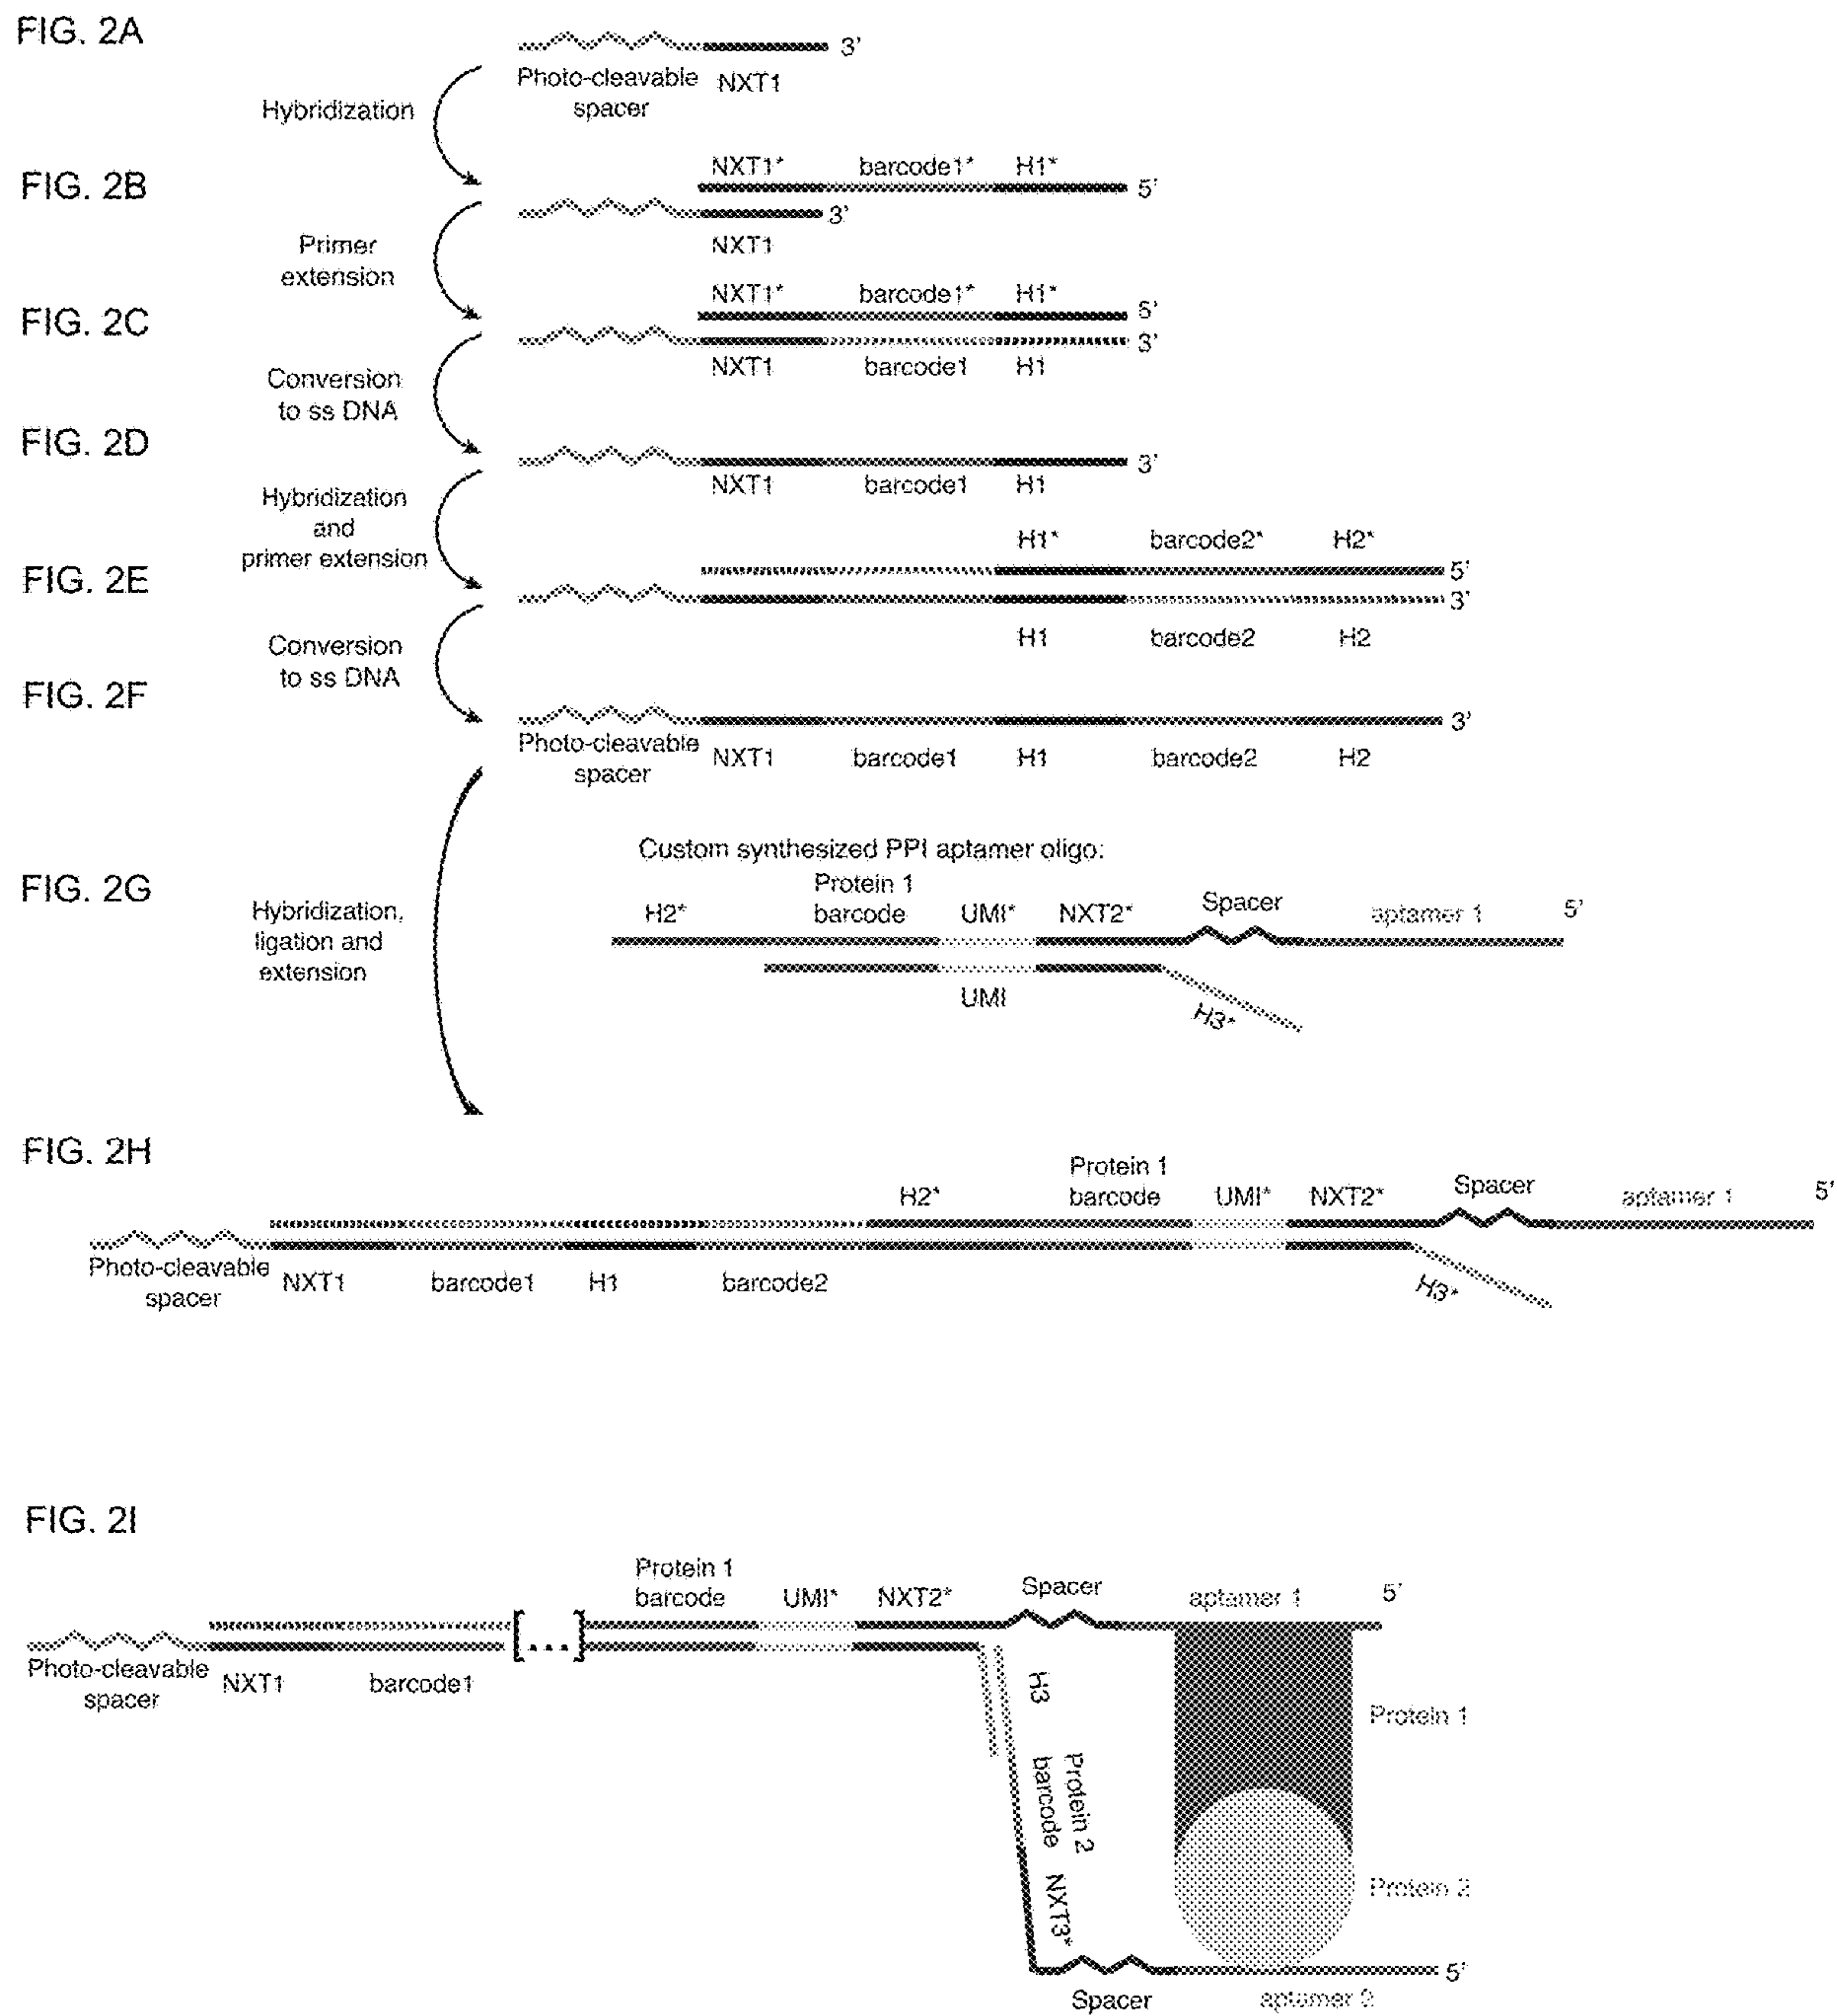 FIG. 2A
3'
Photo-cleavable
spacer
NXT1
Hybridization
FIG. 2B
NXT1* barcode1* H1*
5'
3'
NXT1
Primer
extension
FIG. 2C
NXT1* barcode1* H1*
5'
3'
NXT1 barcode1 H1
Conversion
to ss DNA
FIG. 2D
3'
NXT1 barcode1 H1
Hybridization
and
primer extension
FIG. 2E
H1* barcode2* H2*
5'
3'
H1 barcode2 H2
Conversion
to ss DNA
FIG. 2F
3'
Photo-cleavable
spacer
NXT1 barcode1 H1 barcode2 H2
Custom synthesized PPI aptamer oligo:
FIG. 2G
Hybridization,
ligation and
extension
H2*
Protein 1
barcode
UMI* NXT2* Spacer aptamer 1 5'
UMI
H3*
FIG. 2H
H2*
Protein 1
barcode
UMI* NXT2* Spacer aptamer 1 5'
Photo-cleavable
spacer
NXT1 barcode1 H1 barcode2
H3*
FIG. 2I
Protein 1
barcode
UMI* NXT2* Spacer aptamer 1 5'
[...]
Photo-cleavable
spacer
NXT1 barcode1
H3
Protein 2
barcode
NXT3*
Protein 1
Protein 2
5'
Spacer aptamer 2